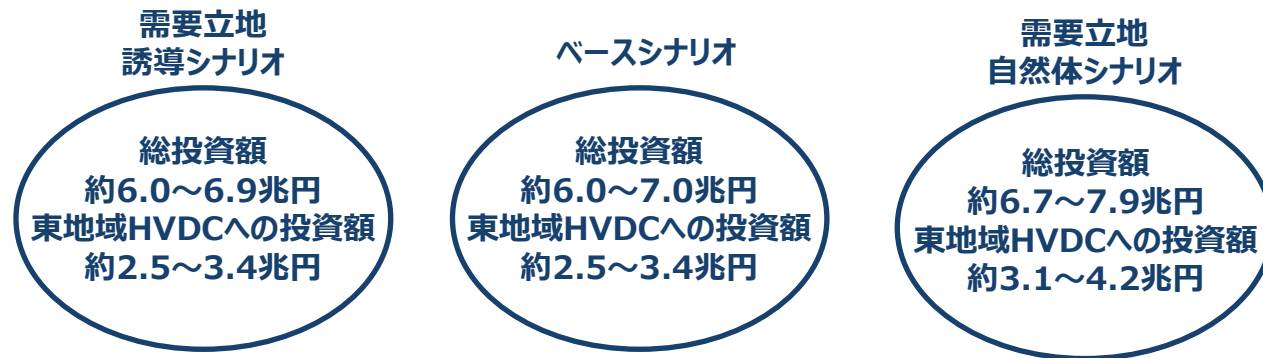 需要立地
誘導シナリオ
総投資額
約6.0～6.9兆円
東地域HVDCへの投資額
約2.5～3.4兆円
ベースシナリオ
総投資額
約6.0～7.0兆円
東地域HVDCへの投資額
約2.5～3.4兆円
需要立地
自然体シナリオ
総投資額
約6.7～7.9兆円
東地域HVDCへの投資額
約3.1～4.2兆円